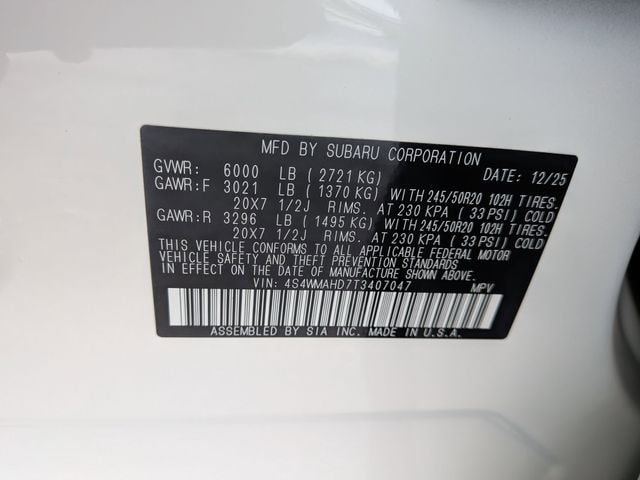 MFD BY SUBARU CORPORATION
GVWR: 6000 LB ( 2721 KG) DATE: 12/25
GAWR:F 3021 LB ( 1370 KG) WITH 245/50R20 102H TIRES.
20X7 1/2J RIMS. AT 230 KPA ( 33 PSI) COLD
GAWR:R 3296 LB ( 1495 KG) WITH 245/50R20 102H TIRES.
20X7 1/2J RIMS. AT 230 KPA ( 33 PSI) COLD
THIS VEHICLE CONFORMS TO ALL APPLICABLE FEDERAL MOTOR
VEHICLE SAFETY AND THEFT PREVENTION STANDARDS
IN EFFECT ON THE DATE OF MANUFACTURE SHOWN ABOVE.
VIN: 4S4WMAHD7T3407047 MPV
ASSEMBLED BY SIA INC. MADE IN U.S.A.